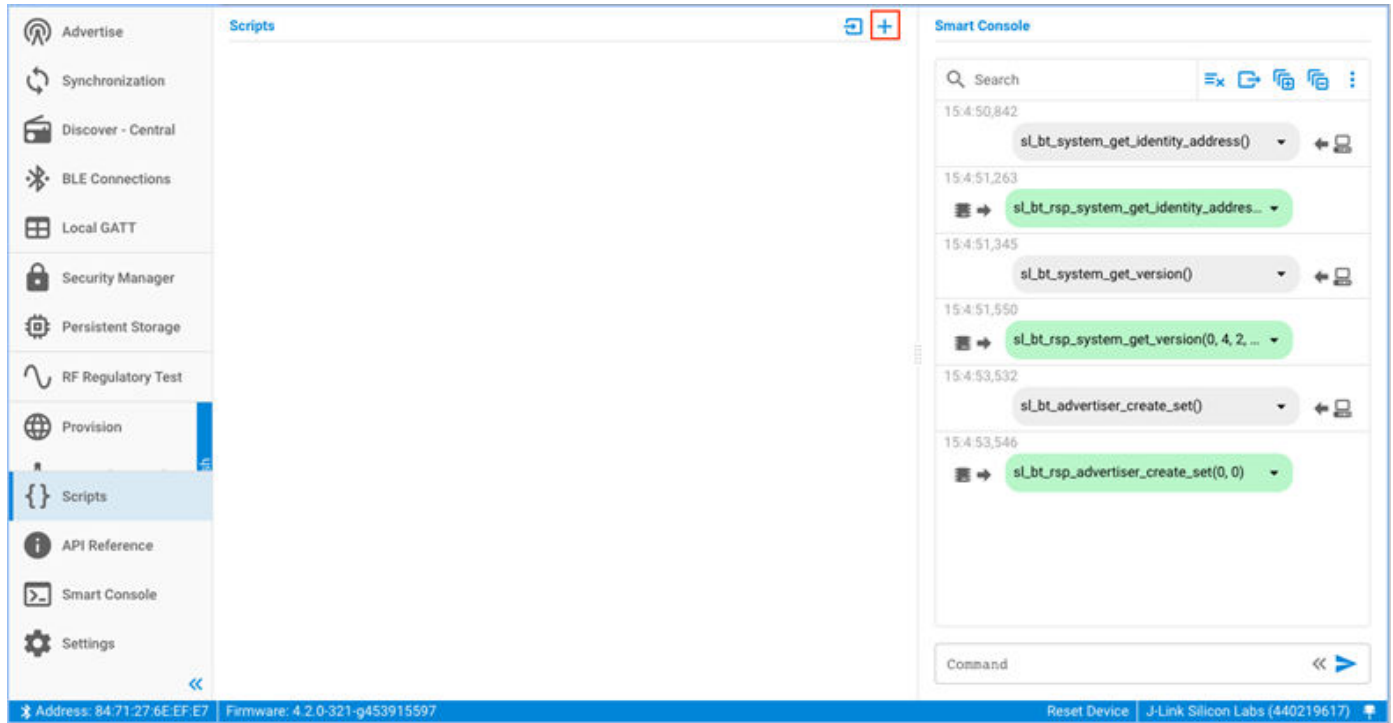 Advertise
Synchronization
Discover - Central
BLE Connections
Local GATT
Security Manager
Persistent Storage
RF Regulatory Test
Provision
sh
Scripts
API Reference
Smart Console
Settings
Scripts
Smart Console
Search
15:4:50,842
sl_bt_system_get_identity_address()
15:4:51,263
sl_bt_rsp_system_get_identity_addres...
15:4:51,345
sl_bt_system_get_version()
15:4:51,550
sl_bt_rsp_system_get_version(0, 4, 2, ...
15:4:53,532
sl_bt_advertiser_create_set()
15:4:53,546
sl_bt_rsp_advertiser_create_set(0, 0)
Command
Address: 84:71:27:6E:EF:E7 Firmware: 4.2.0-321-g453915597 Reset Device J-Link Silicon Labs (440219617)